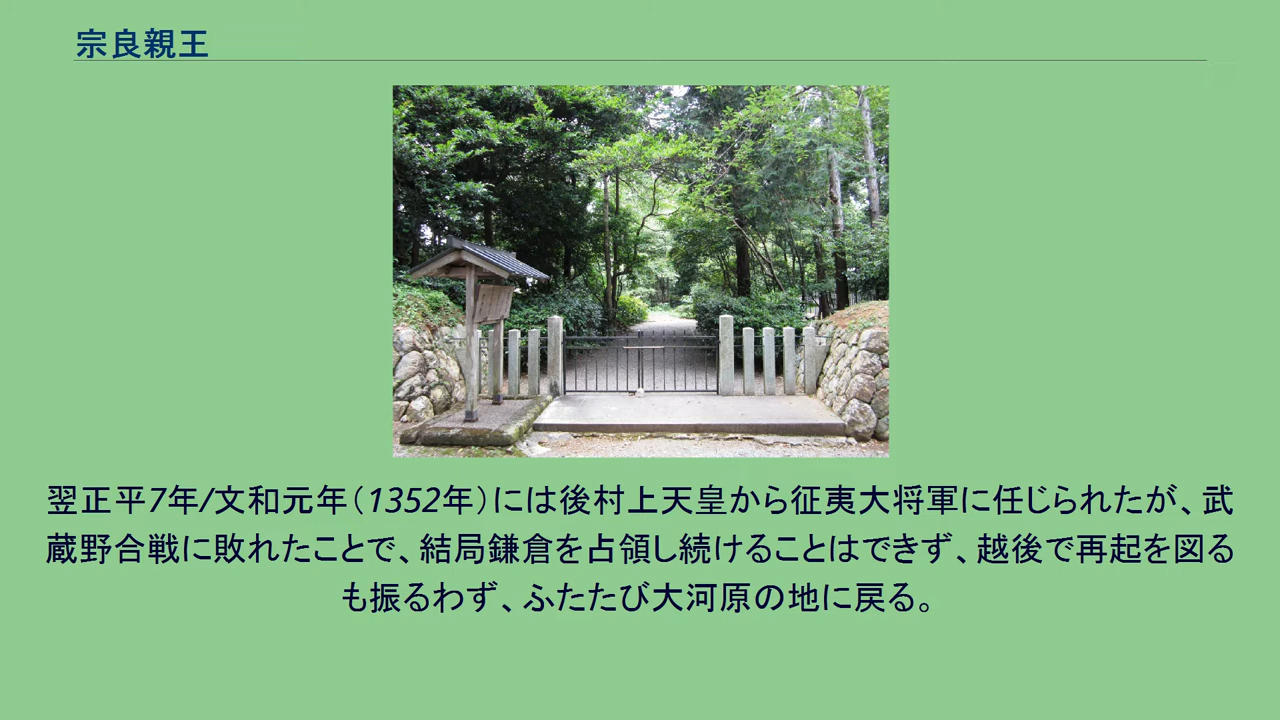 宗良親王
翌正平7年/文和元年（1352年）には後村上天皇から征夷大将軍に任じられたが、武
蔵野合戦に敗れたことで、結局鎌倉を占領し続けることはできず、越後で再起を図る
も振るわず、ふたたび大河原の地に戻る。